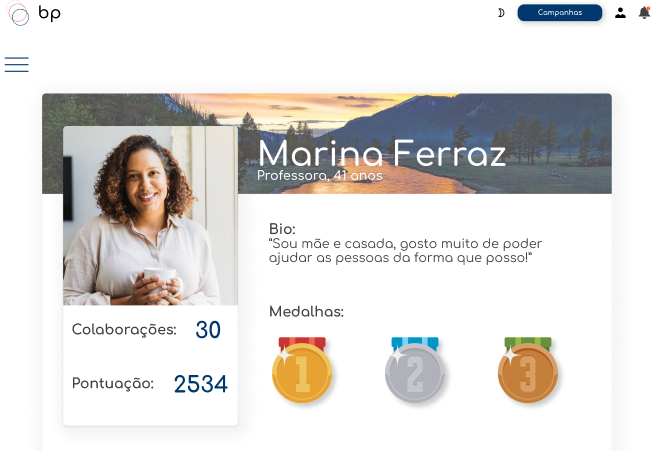 bp
Campanhas
Marina Ferraz
Professora, 41 anos
Bio:
"Sou mãe e casada, gosto muito de poder
ajudar as pessoas da forma que posso!"
Colaborações: 30
Pontuação: 2534
Medalhas:
1 2 3